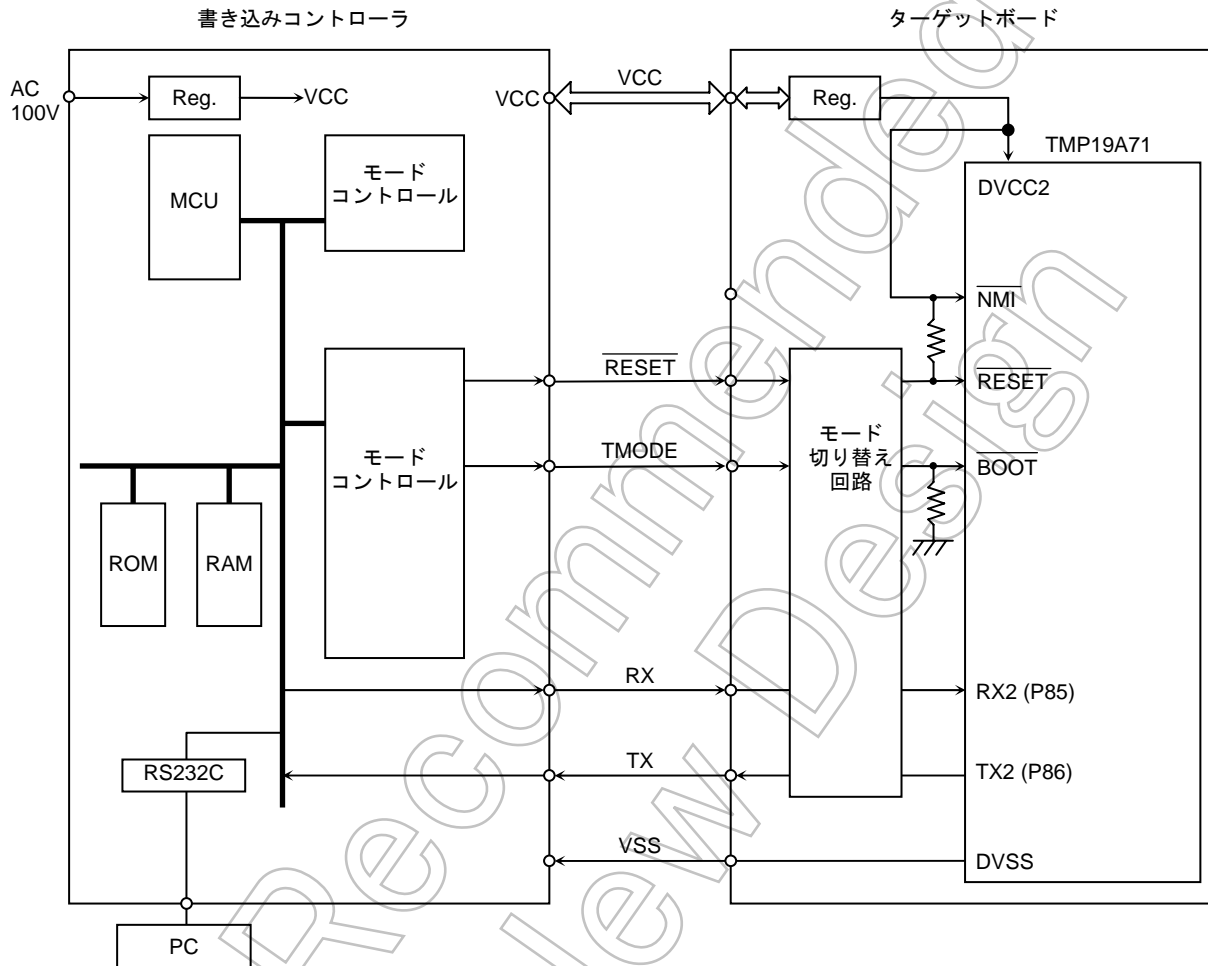 書き込みコントローラ
ターゲットボード
AC
100V
Reg.
VCC
VCC
VCC
Reg.
TMP19A71
MCU
モード
コントロール
DVCC2
NMI
RESET
RESET
モード
コントロール
モード
切り替え
回路
TMODE
BOOT
ROM
RAM
RX
RX2 (P85)
RS232C
TX
TX2 (P86)
VSS
DVSS
PC
Recommended
New Design